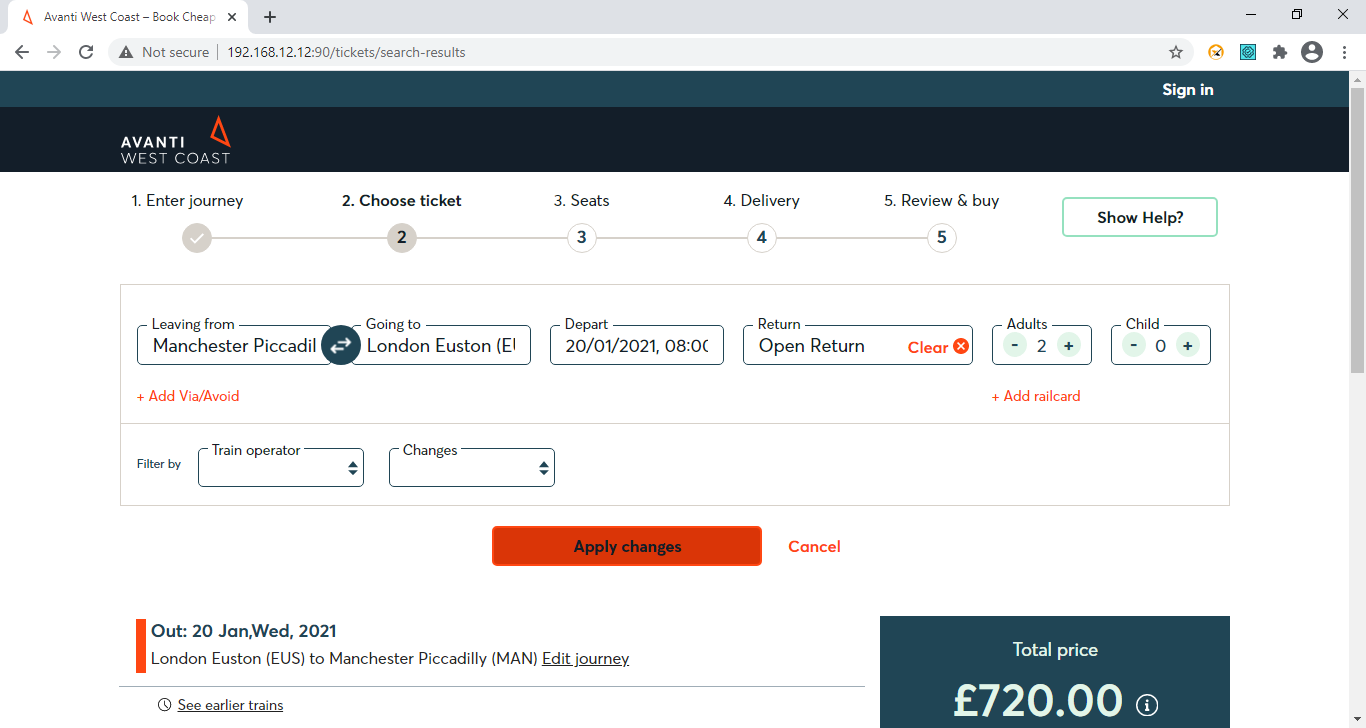 Avanti West Coast – Book Cheap
Not secure
192.168.12.12:90/tickets/search-results
Sign in
AVANTI
WEST COAST
1. Enter journey
2. Choose ticket
3. Seats
4. Delivery
5. Review & buy
2
3
4
5
Show Help?
Leaving from
Going to
Depart
Return
Adults
Child
Manchester Piccadil
London Euston (EU
20/01/2021, 08:00
Open Return
Clear
- 2 +
- 0 +
+ Add Via/Avoid
+ Add railcard
Filter by
Train operator
Changes
Apply changes
Cancel
Out: 20 Jan,Wed, 2021
London Euston (EUS) to Manchester Piccadilly (MAN) Edit journey
See earlier trains
Total price
£720.00